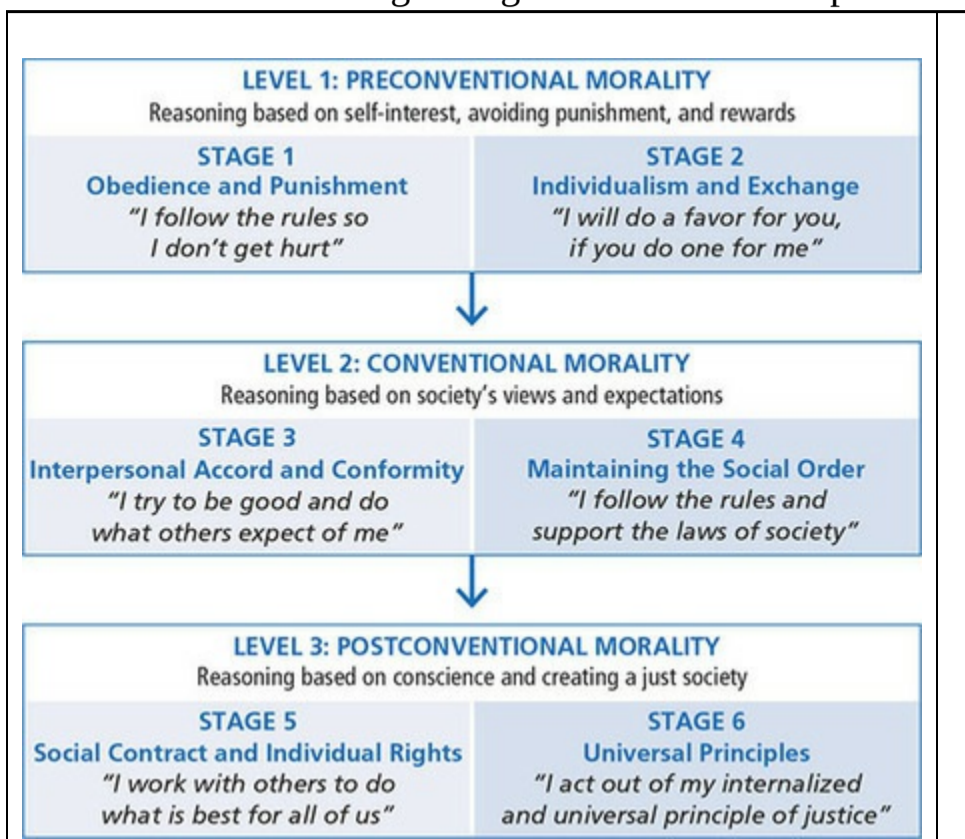 LEVEL 1: PRECONVENTIONAL MORALITY
Reasoning based on self-interest, avoiding punishment, and rewards
STAGE 1
Obedience and Punishment
"I follow the rules so
I don't get hurt"
STAGE 2
Individualism and Exchange
"I will do a favor for you,
if you do one for me"
LEVEL 2: CONVENTIONAL MORALITY
Reasoning based on society's views and expectations
STAGE 3
Interpersonal Accord and Conformity
"I try to be good and do
what others expect of me"
STAGE 4
Maintaining the Social Order
"I follow the rules and
support the laws of society"
LEVEL 3: POSTCONVENTIONAL MORALITY
Reasoning based on conscience and creating a just society
STAGE 5
Social Contract and Individual Rights
"I work with others to do
what is best for all of us"
STAGE 6
Universal Principles
"I act out of my internalized
and universal principle of justice"